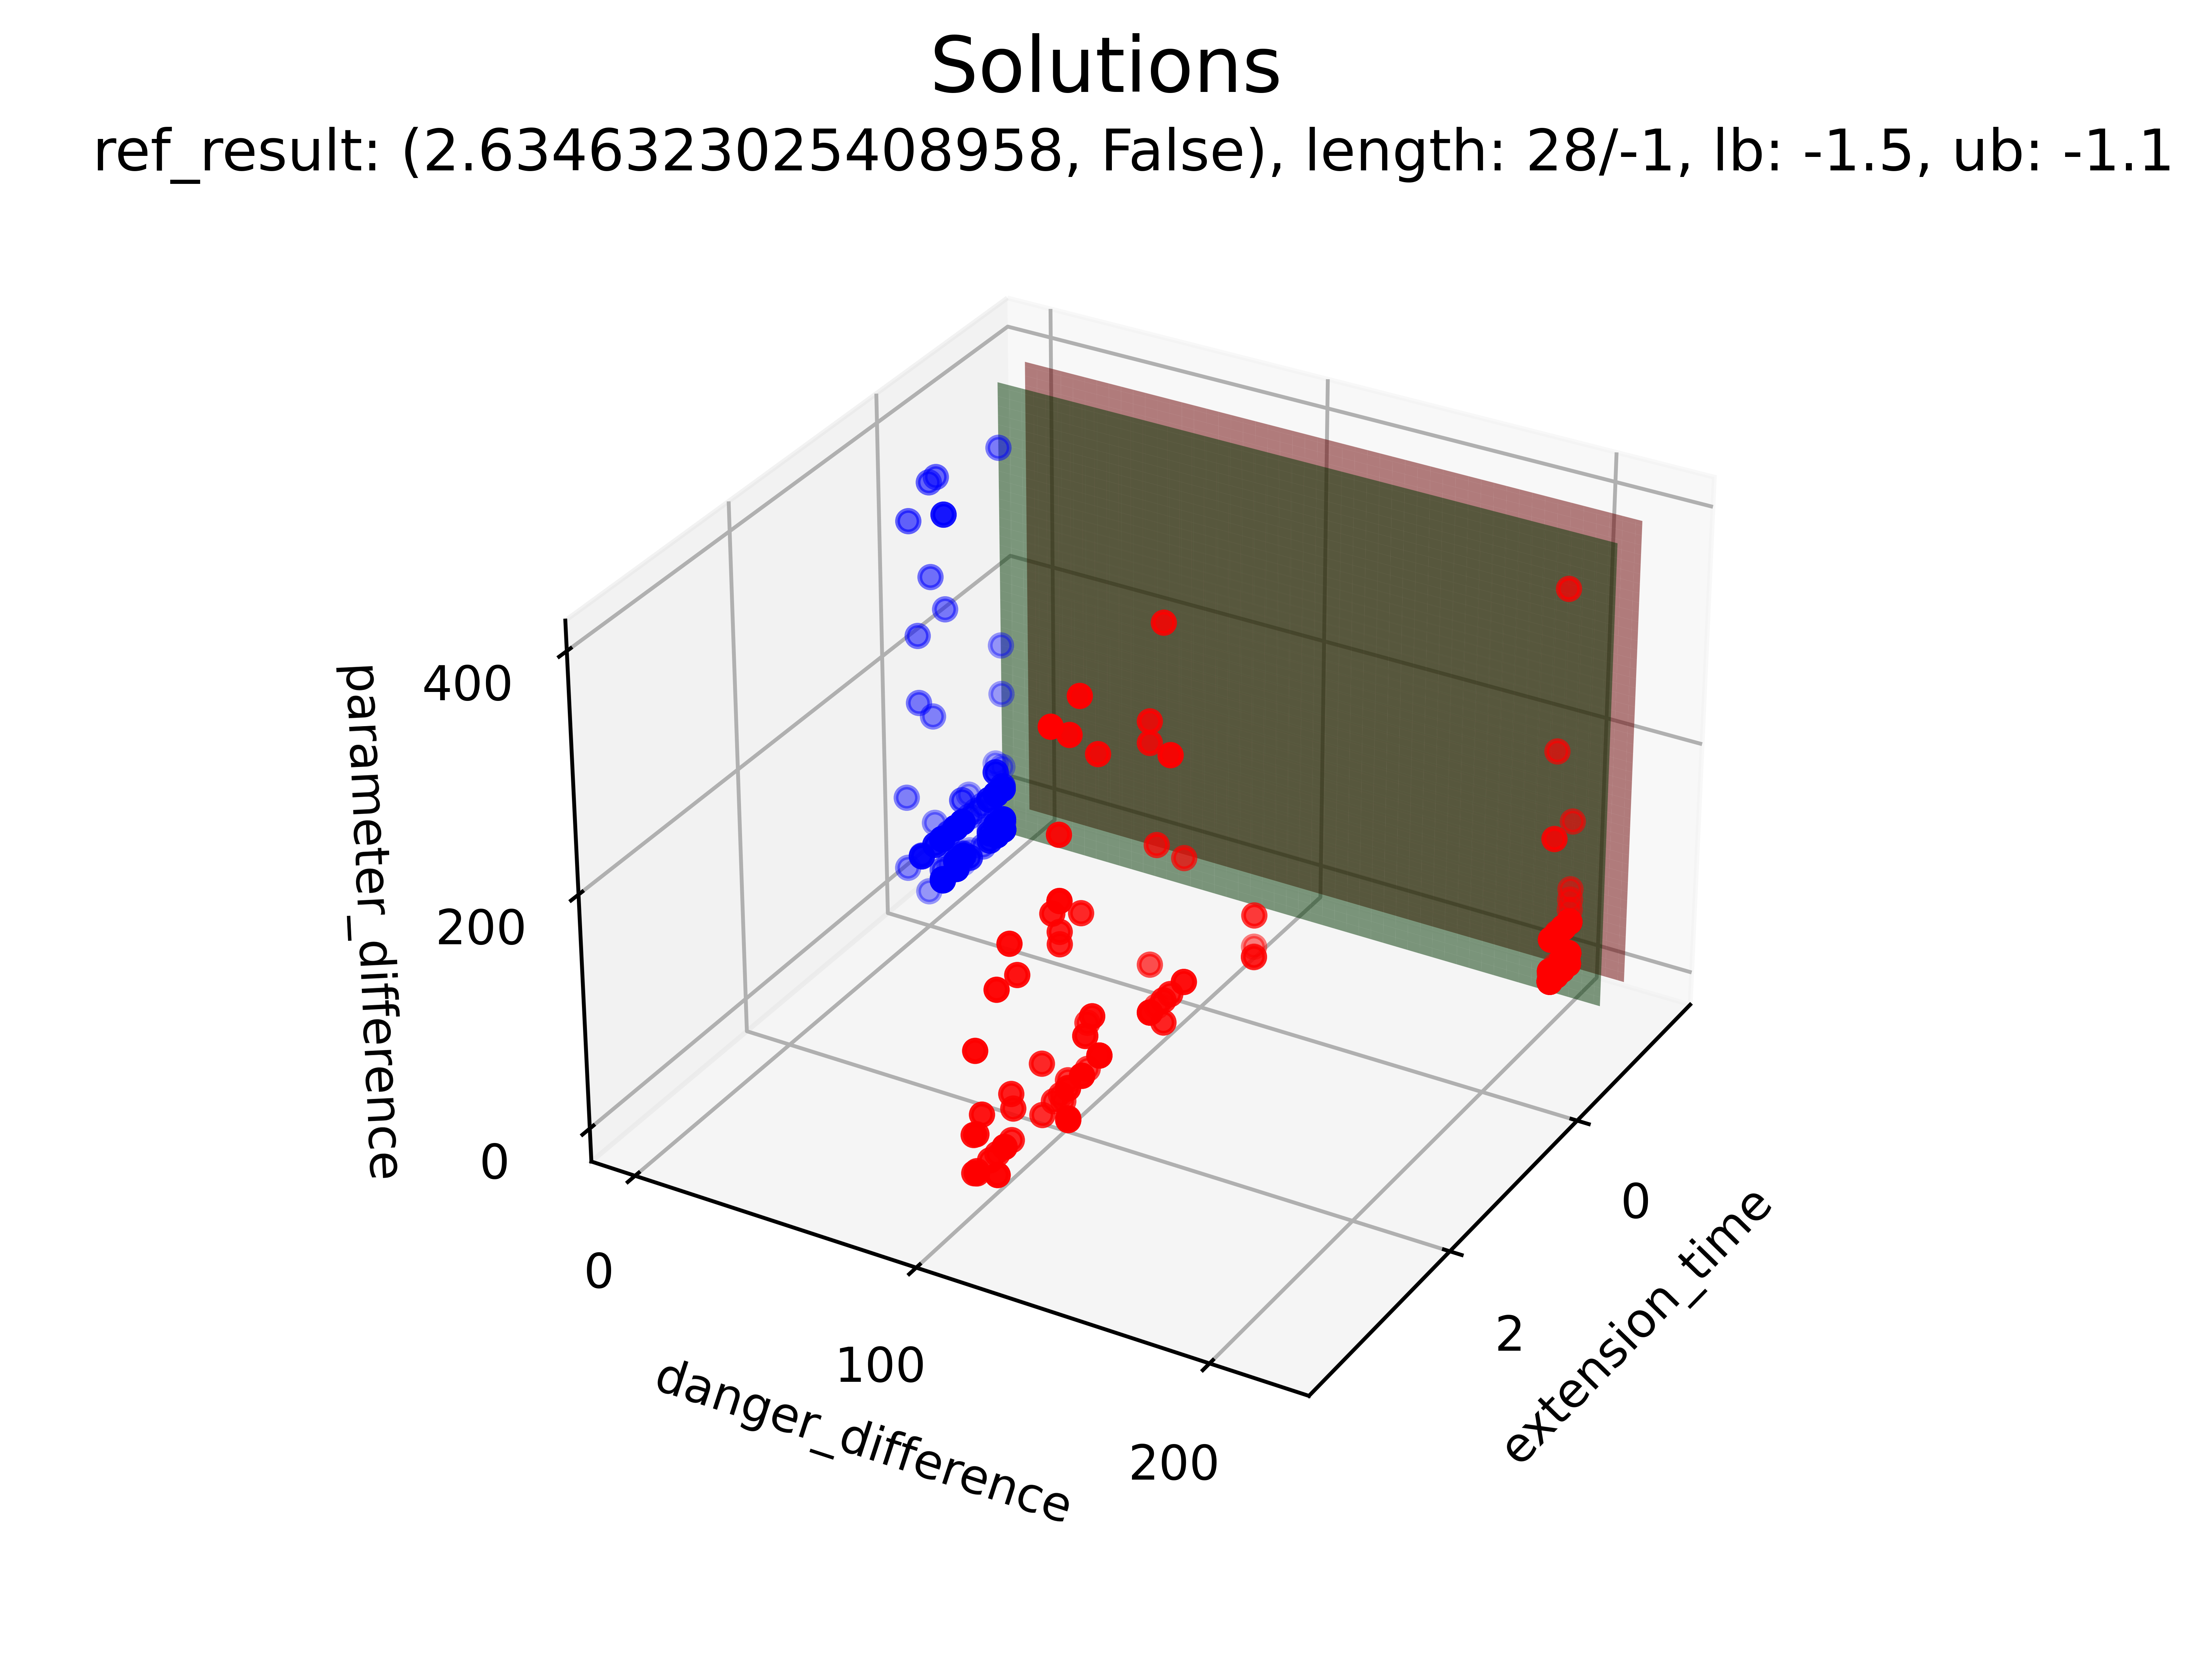 Solutions
ref_result: (2.6346323025408958, False), length: 28/-1, lb: -1.5, ub: -1.1
parameter_difference
400
200
0
0
100
200
danger_difference
0
2
extension_time